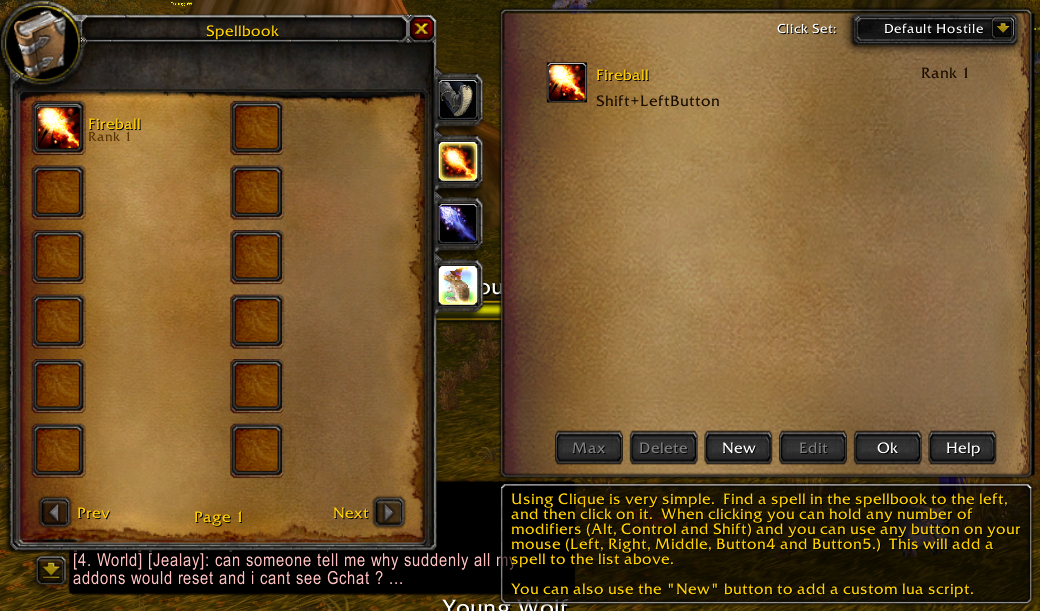 Spellbook
Fireball
Rank 1
Prev
Page 1
Next
Click Set:
Default Hostile
Fireball
Rank 1
Shift+LeftButton
Max
Delete
New
Edit
Ok
Help
Using Clique is very simple. Find a spell in the spellbook to the left,
and then click on it. When clicking you can hold any number of
modifiers (Alt, Control and Shift) and you can use any button on your
mouse (Left, Right, Middle, Button4 and Button5.) This will add a
spell to the list above.
You can also use the "New" button to add a custom lua script.
[4. World] [Jealay]: can someone tell me why suddenly all m
addons would reset and i cant see Gchat ? ...
Young Wolf